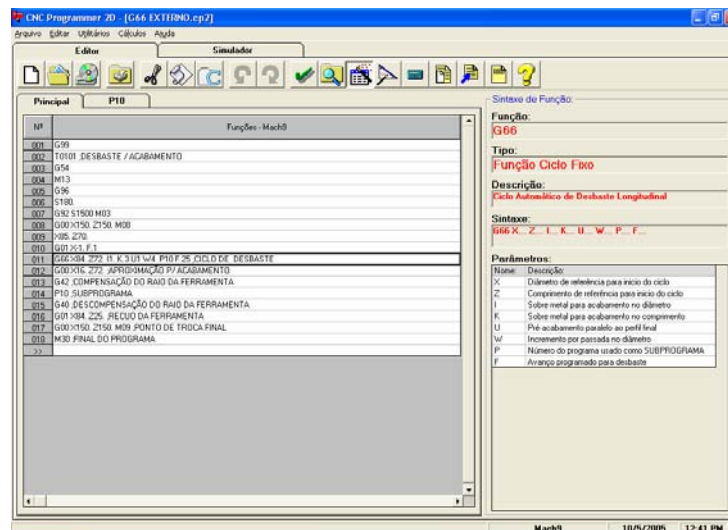 CNC Programmer 2D - [G66 EXTERNO.cp2]
Arquivo Editar Utilitários Cálculos Ajuda
Editor Simulador
Principal P10
Nº Funções - Mach9
001 G99
002 T0101 ;DESBASTE / ACABAMENTO
003 G54
004 M13
005 G96
006 S180.
007 G92 S1500 M03
008 G00 X150. Z150. M08
009 X85. Z70.
010 G01 X-1. F.1
011 G66 X84. Z72. I1. K.3 U1 W4. P10 F.25 ;CICLO DE DESBASTE
012 G00 X16. Z72. ;APROXIMAÇÃO P/ ACABAMENTO
013 G42 ;COMPENSAÇÃO DO RAIO DA FERRAMENTA
014 P10 ;SUBPROGRAMA
015 G40 ;DESCOMPENSAÇÃO DO RAIO DA FERRAMENTA
016 G01 X84. Z25. ;RECUO DA FERRAMENTA
017 G00 X150. Z150. M09 ;PONTO DE TROCA FINAL
018 M30 ;FINAL DO PROGRAMA
>>
Sintaxe de Função:
Função:
G66
Tipo:
Função Ciclo Fixo
Descrição:
Ciclo Automático de Desbaste Longitudinal
Sintaxe:
G66 X... Z... I... K... U... W... P... F...
Parâmetros:
Nome: Descrição:
X Diâmetro de referência para inicio do ciclo
Z Comprimento de referência para inicio do ciclo
I Sobre metal para acabamento no diâmetro
K Sobre metal para acabamento no comprimento
U Pré-acabamento paralelo ao perfil final
W Incremento por passada no diâmetro
P Número do programa usado como SUBPROGRAMA
F Avanço programado para desbaste
Mach9 10/5/2005 12:41 PM